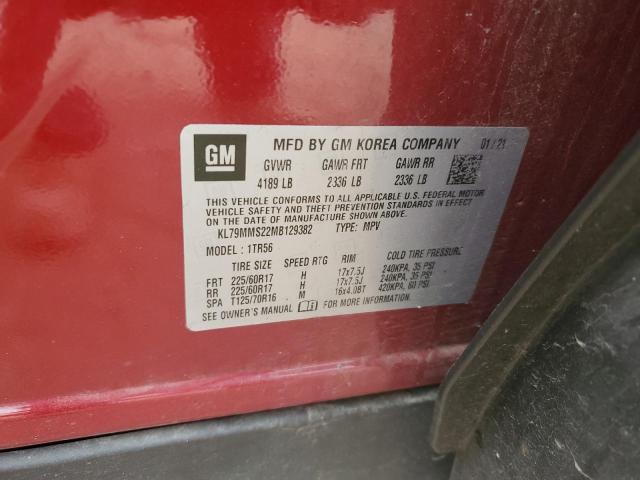 GM MFD BY GM KOREA COMPANY 01/21
GVWR GAWR FRT GAWR RR
4189 LB 2336 LB 2336 LB
THIS VEHICLE CONFORMS TO ALL APPLICABLE U.S. FEDERAL MOTOR
VEHICLE SAFETY AND THEFT PREVENTION STANDARDS IN EFFECT
ON THE DATE OF MANUFACTURE SHOWN ABOVE.
KL79MMS22MB129382 TYPE: MPV
MODEL: 1TR56
TIRE SIZE SPEED RTG RIM COLD TIRE PRESSURE
FRT 225/60R17 H 17x7.5J 240KPA, 35 PSI
RR 225/60R17 H 17x7.5J 240KPA, 35 PSI
SPA T125/70R16 M 16x4.0BT 420KPA, 60 PSI
SEE OWNER'S MANUAL FOR MORE INFORMATION.